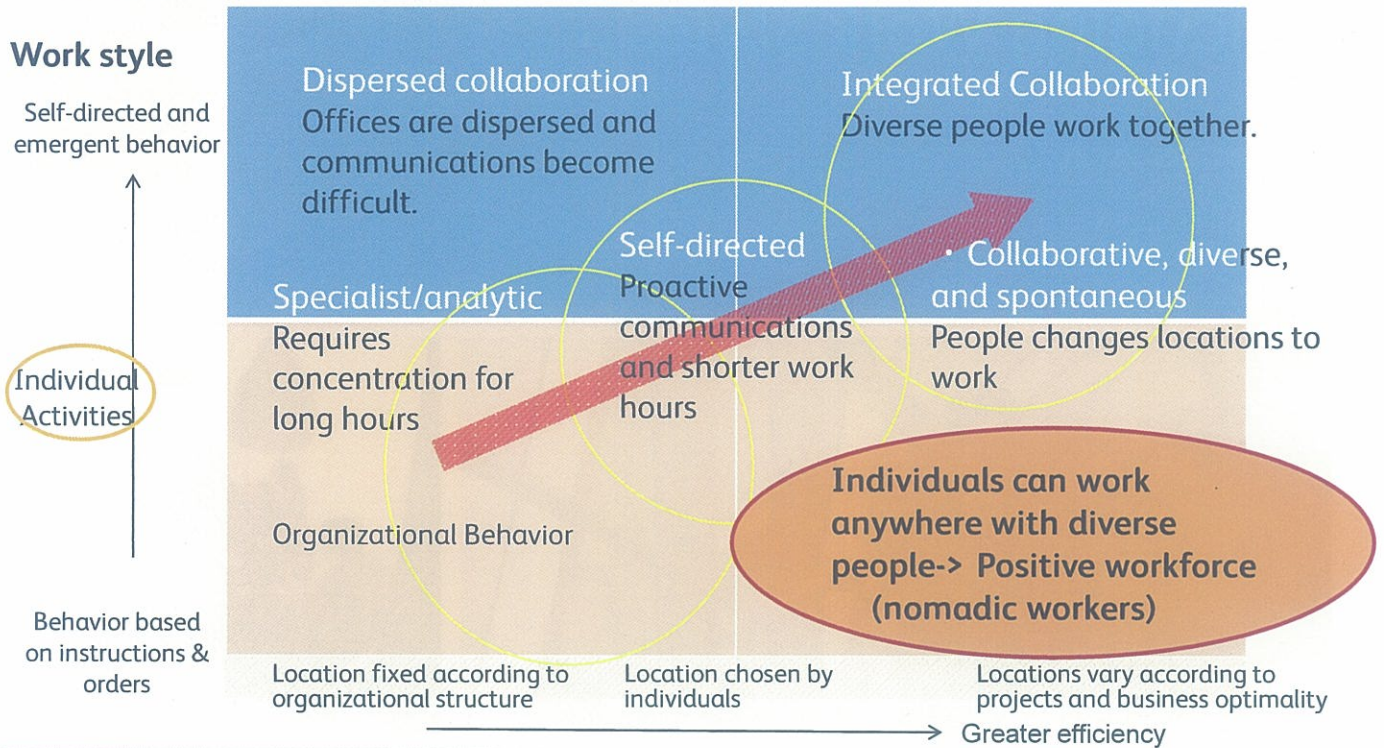 Work style
Self-directed and
emergent behavior
Individual
Activities
Behavior based
on instructions &
orders
Dispersed collaboration
Offices are dispersed and
communications become
difficult.
Integrated Collaboration
Diverse people work together.
Specialist/analytic
Requires
concentration for
long hours
Self-directed
Proactive
communications
and shorter work
hours
• Collaborative, diverse,
and spontaneous
People changes locations to
work
Organizational Behavior
Individuals can work
anywhere with diverse
people-> Positive workforce
(nomadic workers)
Location fixed according to
organizational structure
Location chosen by
individuals
Locations vary according to
projects and business optimality
Greater efficiency